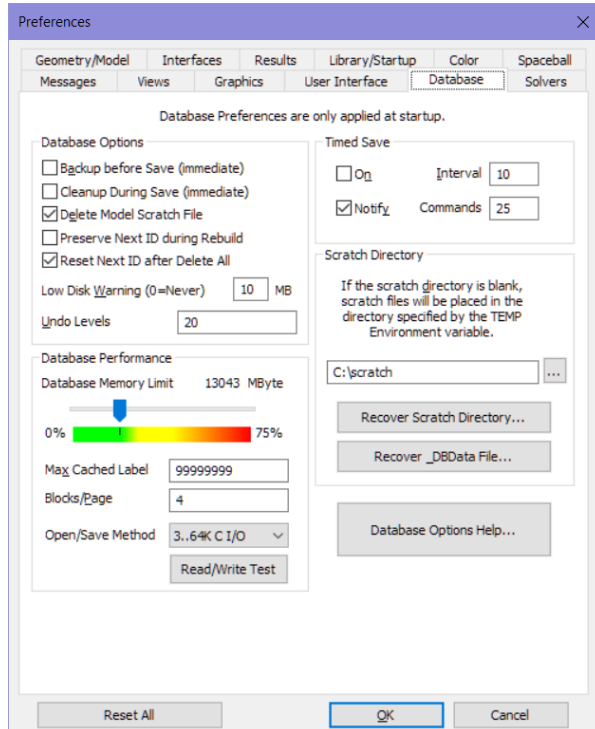 Preferences
Geometry/Model Interfaces Results Library/Startup Color Spaceball
Messages Views Graphics User Interface Database Solvers
Database Preferences are only applied at startup.
Database Options
Backup before Save (immediate)
Cleanup During Save (immediate)
Delete Model Scratch File
Preserve Next ID during Rebuild
Reset Next ID after Delete All
Low Disk Warning (0=Never) 10 MB
Undo Levels 20
Database Performance
Database Memory Limit 13043 MByte
0% 75%
Max Cached Label 99999999
Blocks/Page 4
Open/Save Method 3..64K C I/O
Read/Write Test
Timed Save
On Interval 10
Notify Commands 25
Scratch Directory
If the scratch directory is blank,
scratch files will be placed in the
directory specified by the TEMP
Environment variable.
C:\scratch ...
Recover Scratch Directory...
Recover _DBData File...
Database Options Help...
Reset All OK Cancel